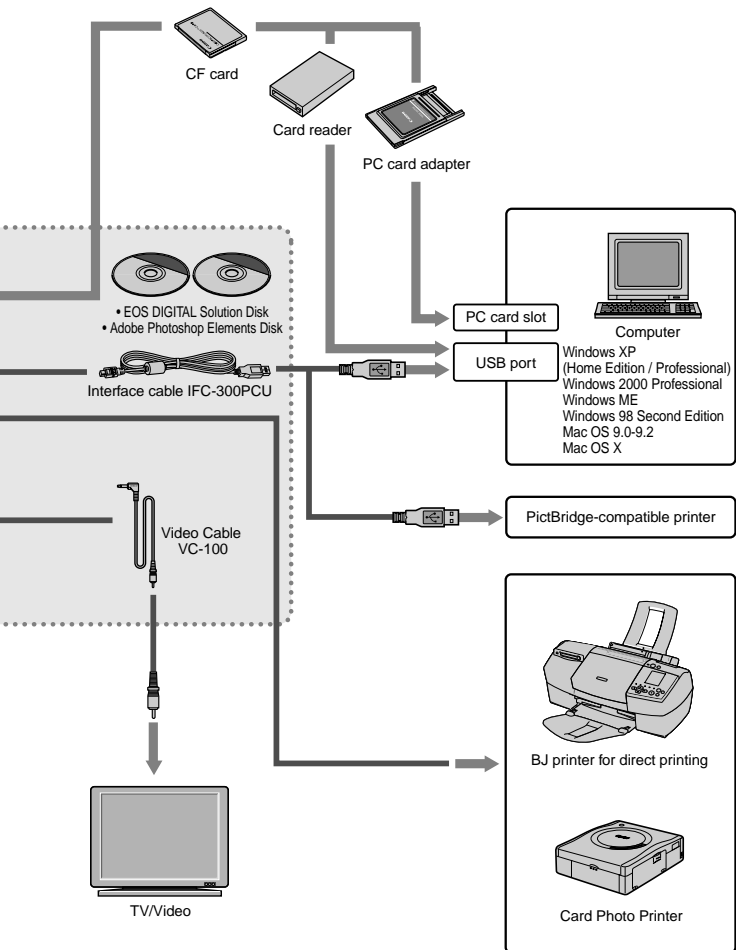 CF card
Card reader
PC card adapter
• EOS DIGITAL Solution Disk
• Adobe Photoshop Elements Disk
Interface cable IFC-300PCU
PC card slot
USB port
Computer
Windows XP
(Home Edition / Professional)
Windows 2000 Professional
Windows ME
Windows 98 Second Edition
Mac OS 9.0-9.2
Mac OS X
Video Cable
VC-100
PictBridge-compatible printer
BJ printer for direct printing
TV/Video
Card Photo Printer